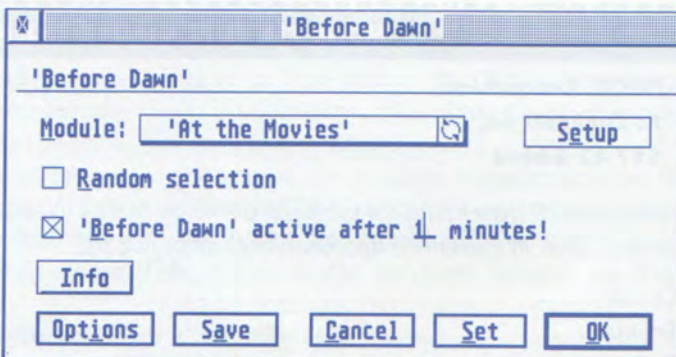 'Before Dawn'
'Before Dawn'
Module: 'At the Movies' Setup
Random selection
'Before Dawn' active after 1 minutes!
Info
Options Save Cancel Set OK